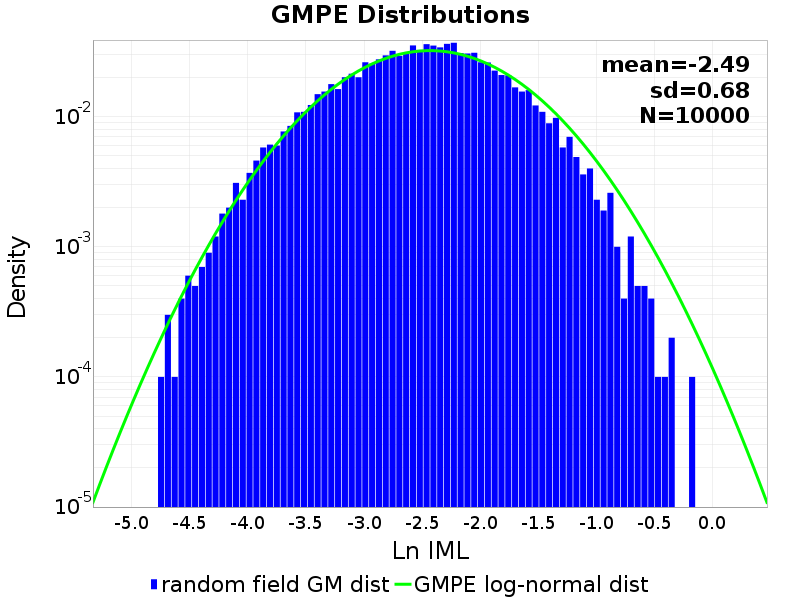 GMPE Distributions
mean=-2.49
sd=0.68
N=10000
10-2
10-3
10-4
10-5
Density
-5.0 -4.5 -4.0 -3.5 -3.0 -2.5 -2.0 -1.5 -1.0 -0.5 0.0
Ln IML
random field GM dist GMPE log-normal dist